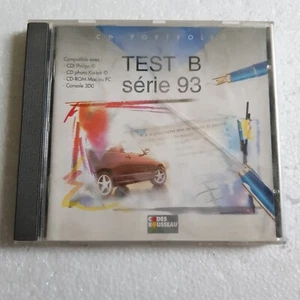 CD PORTFOLIO
TEST B
série 93
Compatible avec:
- CDI Philips ®
- CD photo Kodak ®
- CD-ROM Mac ou PC
- Console 3DO
CODES
ROUSSEAU